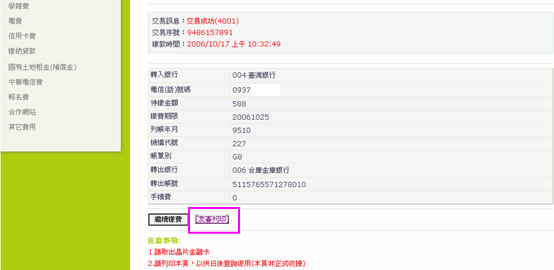 學雜費
電費
信用卡費
繳納貸款
國有土地租金(補償金)
中華電信費
報名費
合作網站
其它費用
交易訊息：交易成功(4001)
交易序號：9486157891
繳款時間：2006/10/17 上午 10:32:49
轉入銀行 004 臺灣銀行
電信(話)號碼 0937
待繳金額 588
繳費期限 20061025
列帳年月 9510
機構代號 227
帳單別 G8
轉出銀行 006 合庫金庫銀行
轉出帳號 5115765571278010
手續費 0
繼續繳費 友善列印
注意事項:
1.請取出晶片金融卡
2.請列印本頁，以供日後查詢使用(本頁非正式收據)